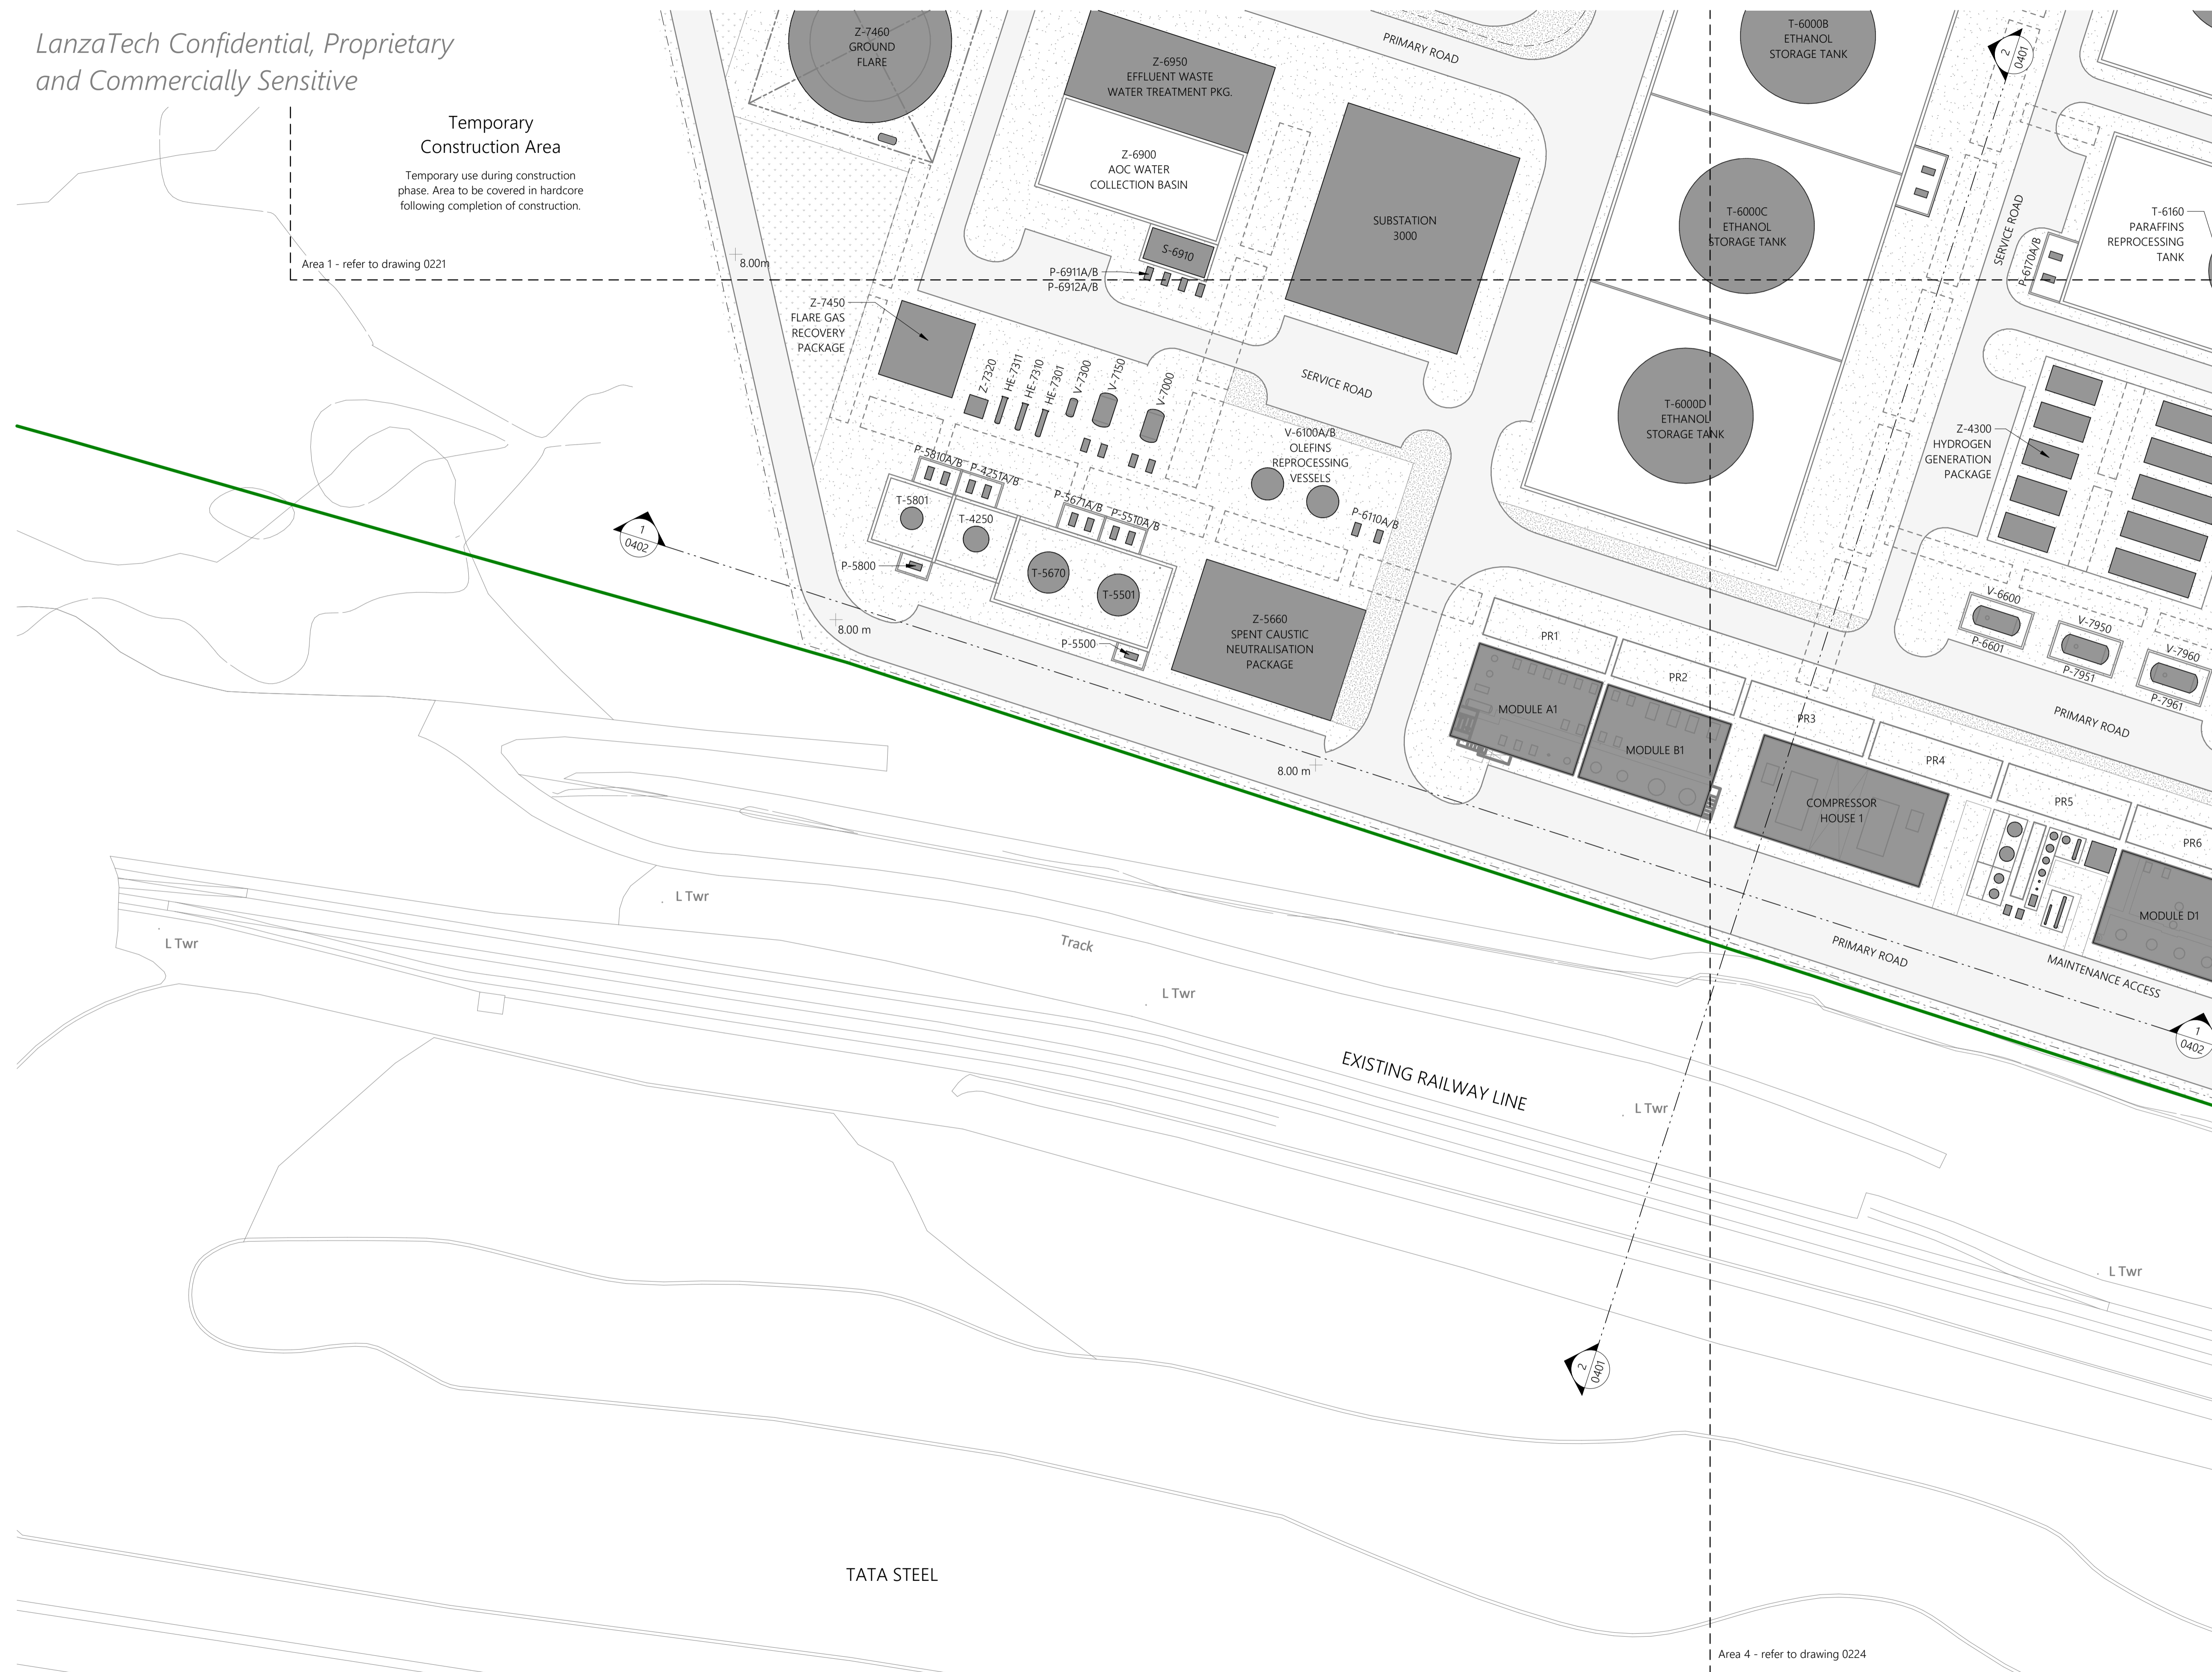 LanzaTech Confidential, Proprietary
and Commercially Sensitive
Temporary
Construction Area
Temporary use during construction
phase. Area to be covered in hardcore
following completion of construction.
Area 1 - refer to drawing 0221
Z-7460
GROUND
FLARE
Z-6950
EFFLUENT WASTE
WATER TREATMENT PKG.
Z-6900
AOC WATER
COLLECTION BASIN
S-6910
P-6911A/B
P-6912A/B
PRIMARY ROAD
SUBSTATION
3000
T-6000B
ETHANOL
STORAGE TANK
T-6000C
ETHANOL
STORAGE TANK
T-6000D
ETHANOL
STORAGE TANK
2
0401
SERVICE ROAD
P-6170A/B
T-6160
PARAFFINS
REPROCESSING
TANK
8.00m
Z-7450
FLARE GAS
RECOVERY
PACKAGE
Z-7320
HE-7311
HE-7310
HE-7301
V-7300
V-7150
V-7000
SERVICE ROAD
V-6100A/B
OLEFINS
REPROCESSING
VESSELS
P-6110A/B
Z-4300
HYDROGEN
GENERATION
PACKAGE
P-5810A/B
P-4251A/B
P-5671A/B
P-5510A/B
T-5801
T-4250
T-5670
T-5501
P-5800
P-5500
1
0402
8.00 m
Z-5660
SPENT CAUSTIC
NEUTRALISATION
PACKAGE
8.00 m
V-6600
P-6601
V-7950
P-7951
V-7960
P-7961
PRIMARY ROAD
PR1
PR2
PR3
PR4
PR5
PR6
MODULE A1
MODULE B1
COMPRESSOR
HOUSE 1
MODULE D1
PRIMARY ROAD
MAINTENANCE ACCESS
1
0402
L Twr
L Twr
Track
L Twr
EXISTING RAILWAY LINE
L Twr
L Twr
2
0401
TATA STEEL
Area 4 - refer to drawing 0224